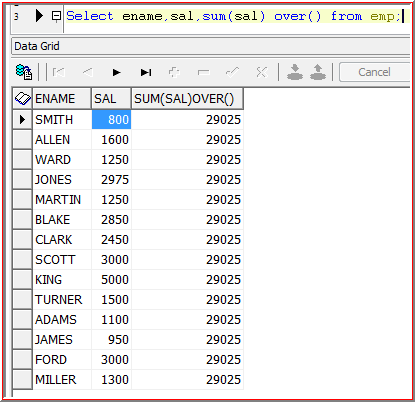 3 Select ename,sal,sum(sal) over() from emp;
Data Grid
Cancel
ENAME SAL SUM(SAL)OVER()
SMITH 800 29025
ALLEN 1600 29025
WARD 1250 29025
JONES 2975 29025
MARTIN 1250 29025
BLAKE 2850 29025
CLARK 2450 29025
SCOTT 3000 29025
KING 5000 29025
TURNER 1500 29025
ADAMS 1100 29025
JAMES 950 29025
FORD 3000 29025
MILLER 1300 29025